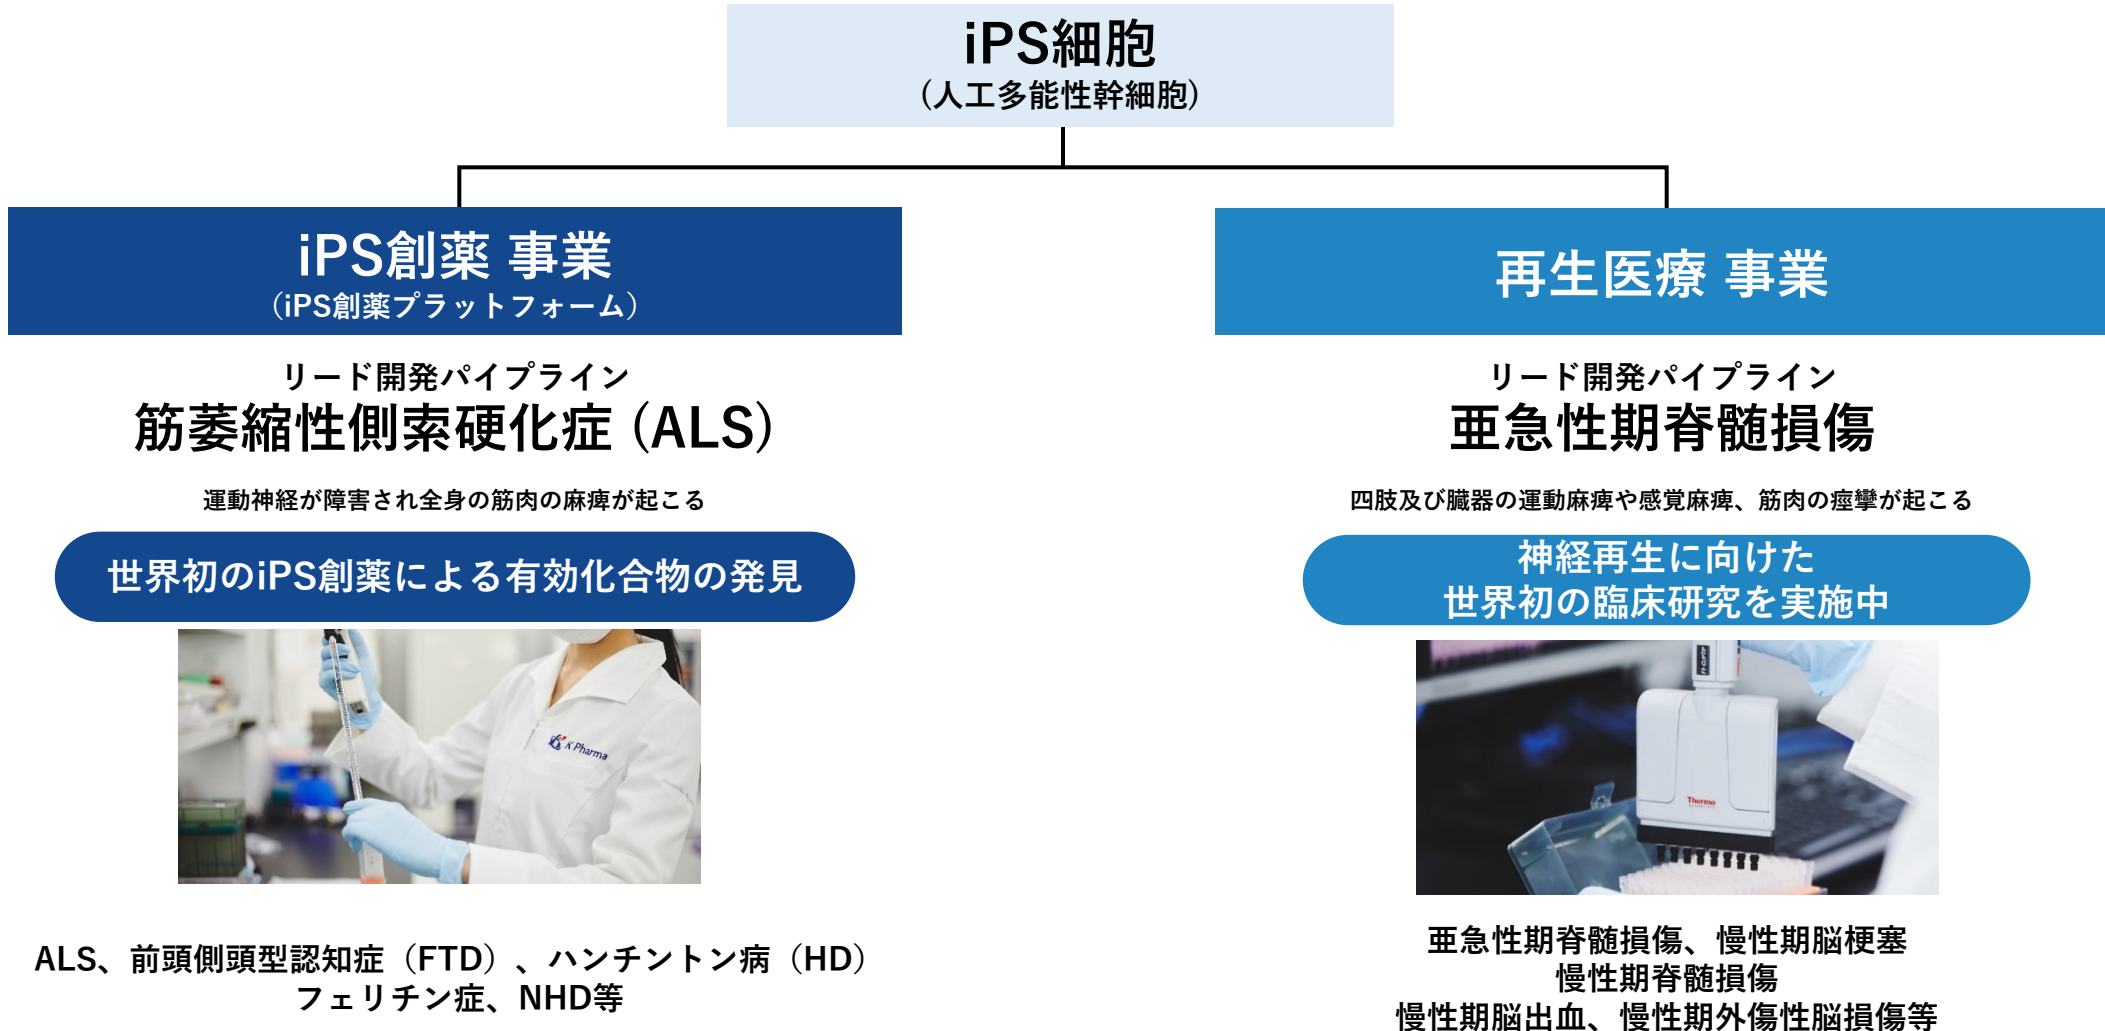 iPS細胞
(人工多能性幹細胞)
iPS創薬 事業
（iPS創薬プラットフォーム）
リード開発パイプライン
筋萎縮性側索硬化症 (ALS)
運動神経が障害され全身の筋肉の麻痺が起こる
世界初のiPS創薬による有効化合物の発見
K Pharma
ALS、前頭側頭型認知症（FTD）、ハンチントン病（HD）
フェリチン症、NHD等
再生医療 事業
リード開発パイプライン
亜急性期脊髄損傷
四肢及び臓器の運動麻痺や感覚麻痺、筋肉の痙攣が起こる
神経再生に向けた
世界初の臨床研究を実施中
F1-CLIPTIP
Thermo
SCIENTIFIC
亜急性期脊髄損傷、慢性期脳梗塞
慢性期脊髄損傷
慢性期脳出血、慢性期外傷性脳損傷等